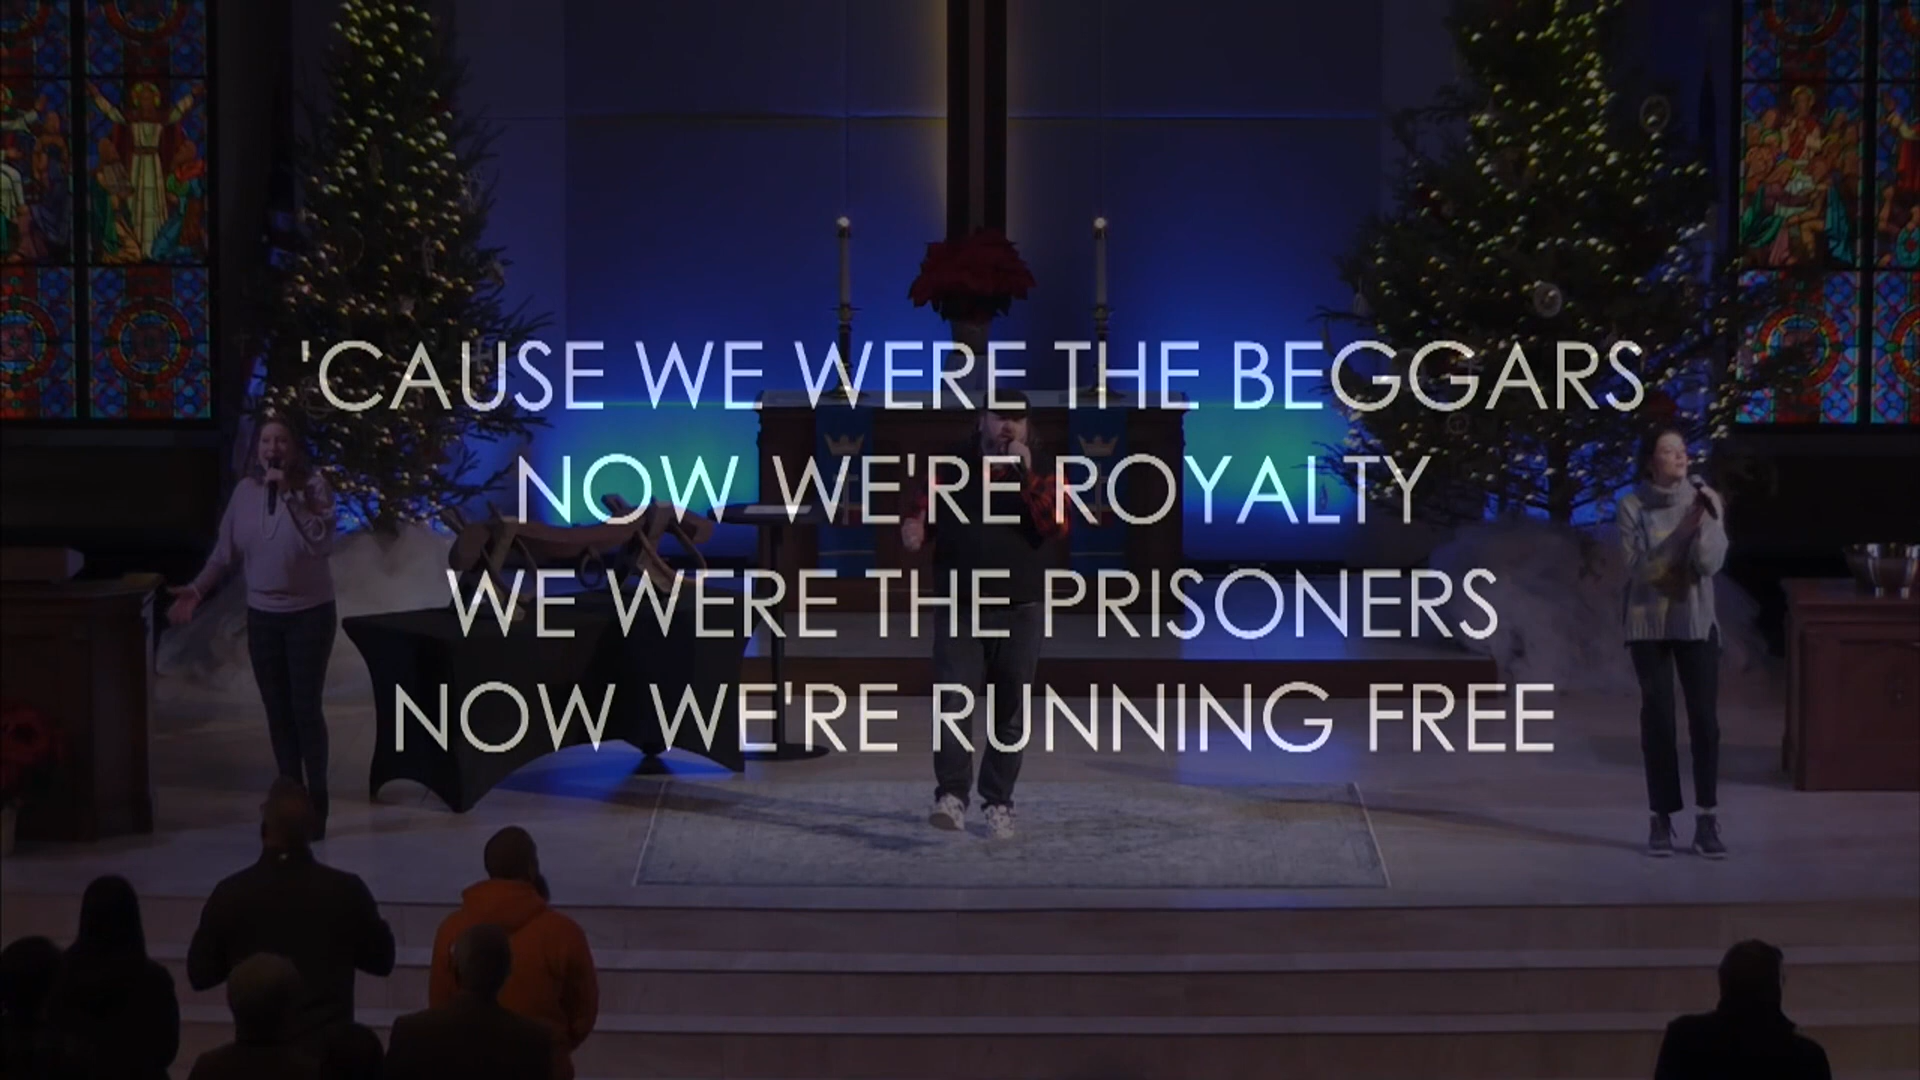 'CAUSE WE WERE THE BEGGARS
NOW WE'RE ROYALTY
WE WERE THE PRISONERS
NOW WE'RE RUNNING FREE